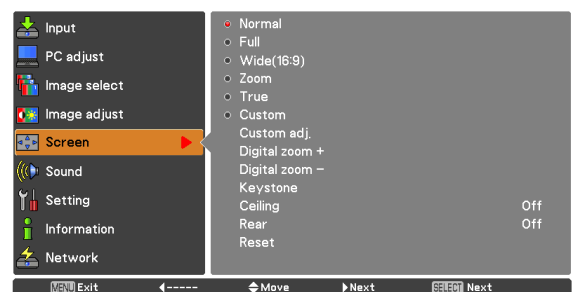 Input
PC adjust
Image select
Image adjust
Screen
Sound
Setting
Information
Network
Normal
Full
Wide(16:9)
Zoom
True
Custom
Custom adj.
Digital zoom +
Digital zoom −
Keystone
Ceiling Off
Rear Off
Reset
MENU Exit ◀----- Move Next SELECT Next